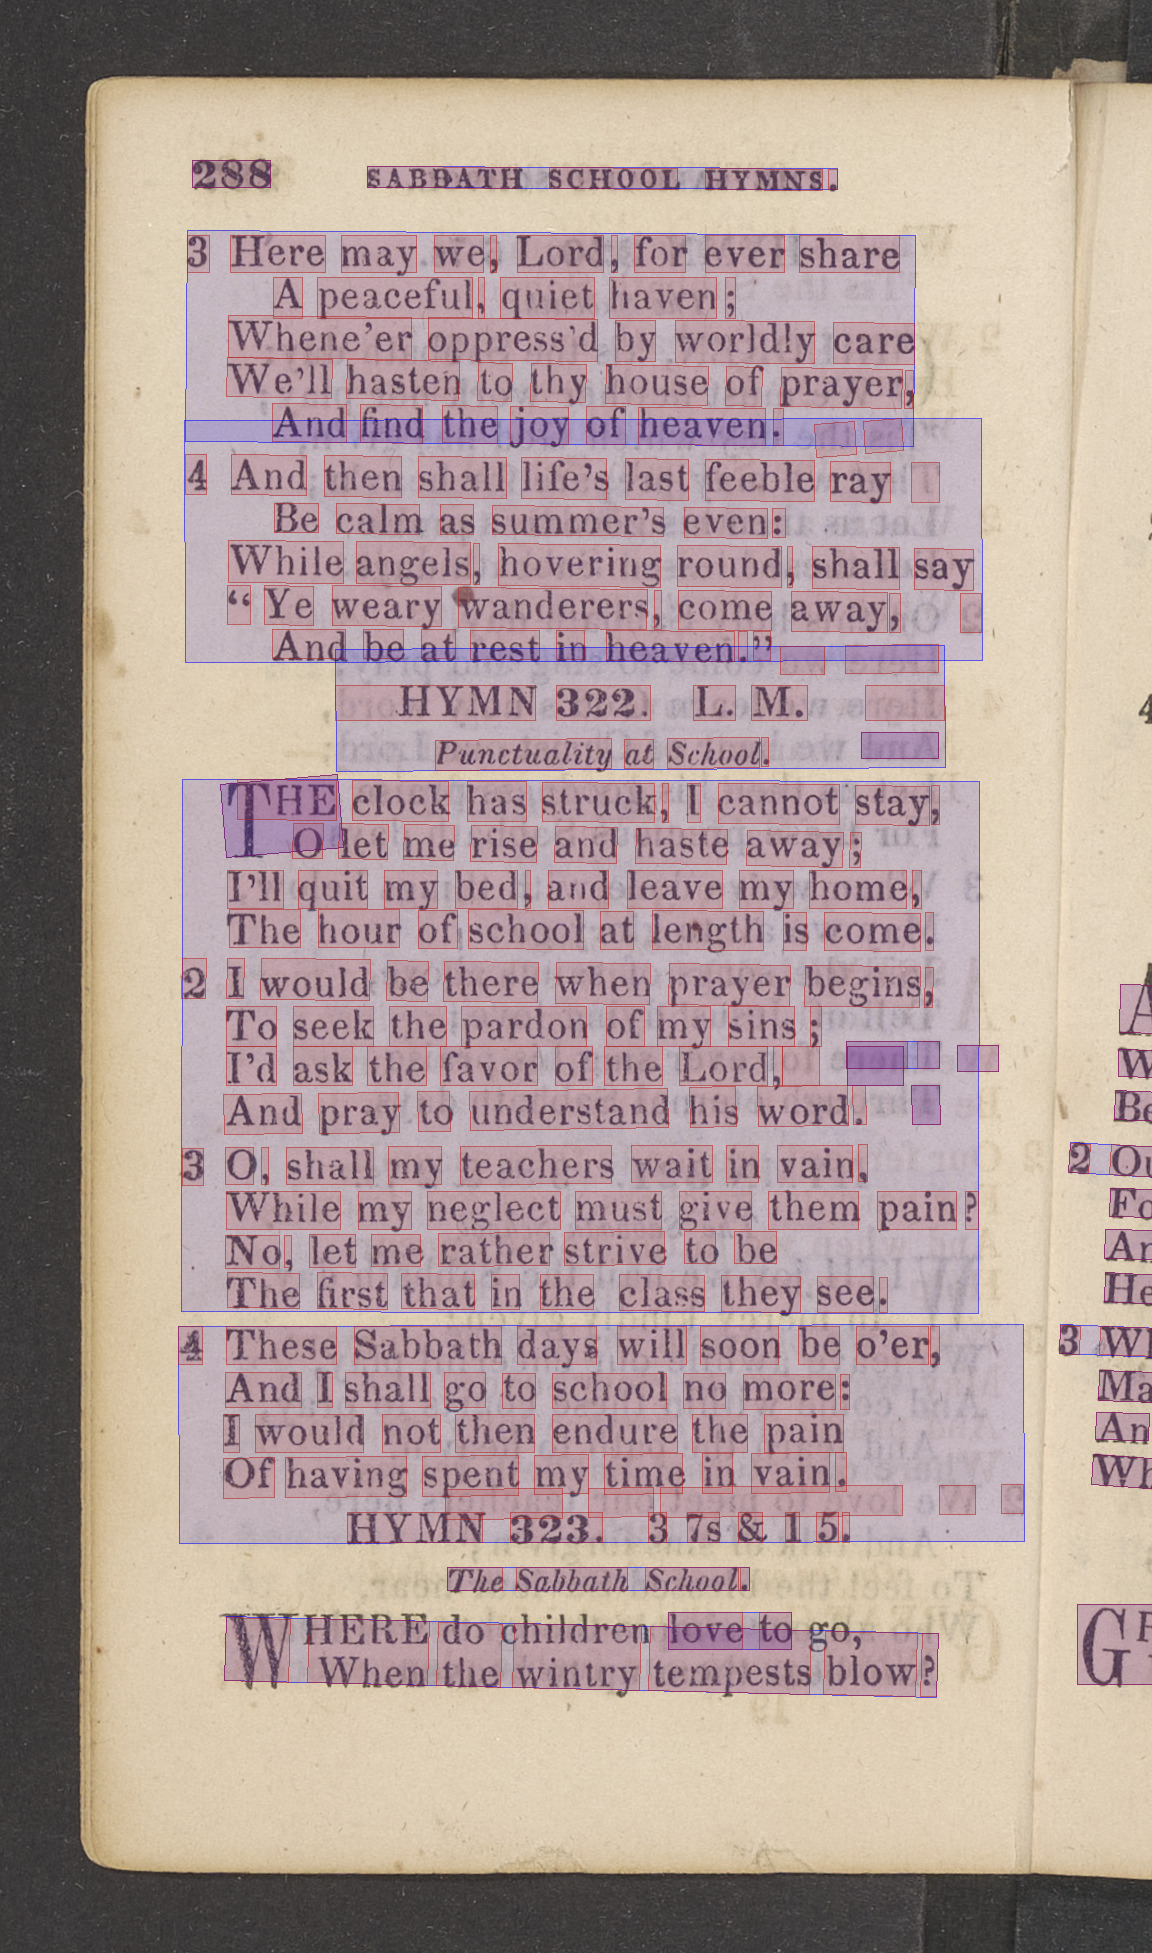 288 SABBATH SCHOOL HYMNS.
3 Here may we, Lord, for ever share
A peaceful, quiet haven;
Whene'er oppress'd by worldly care
We'll hasten to thy house of prayer,
And find the joy of heaven.
4 And then shall life's last feeble ray
Be calm as summer's even:
While angels, hovering round, shall say
“Ye weary wanderers, come away,
And be at rest in heaven.”
HYMN 322. L. M.
Punctuality at School.
THE clock has struck, I cannot stay,
O let me rise and haste away;
I'll quit my bed, and leave my home,
The hour of school at length is come.
2 I would be there when prayer begins,
To seek the pardon of my sins;
I'd ask the favor of the Lord,
And pray to understand his word.
3 O, shall my teachers wait in vain,
While my neglect must give them pain?
No, let me rather strive to be
The first that in the class they see.
4 These Sabbath days will soon be o'er,
And I shall go to school no more:
I would not then endure the pain
Of having spent my time in vain.
HYMN 323. 3 7s & 1 5.
The Sabbath School.
WHERE do children love to go,
When the wintry tempests blow?
2
3